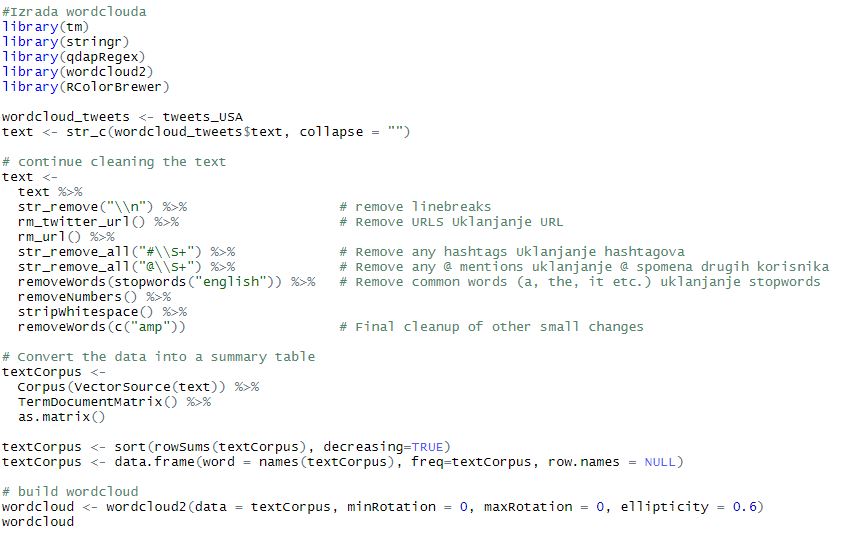 #Izrada wordclouda
library(tm)
library(stringr)
library(qdapRegex)
library(wordcloud2)
library(RColorBrewer)
wordcloud_tweets <- tweets_USA
text <- str_c(wordcloud_tweets$text, collapse = "")
# continue cleaning the text
text <-
text %>%
str_remove("\\n") %>% # remove linebreaks
rm_twitter_url() %>% # Remove URLS Uklanjanje URL
rm_url() %>%
str_remove_all("#\\S+") %>% # Remove any hashtags Uklanjanje hashtagova
str_remove_all("@\\S+") %>% # Remove any @ mentions uklanjanje @ spomena drugih korisnika
removeWords(stopwords("english")) %>% # Remove common words (a, the, it etc.) uklanjanje stopwords
removeNumbers() %>%
stripWhitespace() %>%
removeWords(c("amp")) # Final cleanup of other small changes
# Convert the data into a summary table
textCorpus <-
Corpus(VectorSource(text)) %>%
TermDocumentMatrix() %>%
as.matrix()
textCorpus <- sort(rowSums(textCorpus), decreasing=TRUE)
textCorpus <- data.frame(word = names(textCorpus), freq=textCorpus, row.names = NULL)
# build wordcloud
wordcloud <- wordcloud2(data = textCorpus, minRotation = 0, maxRotation = 0, ellipticity = 0.6)
wordcloud